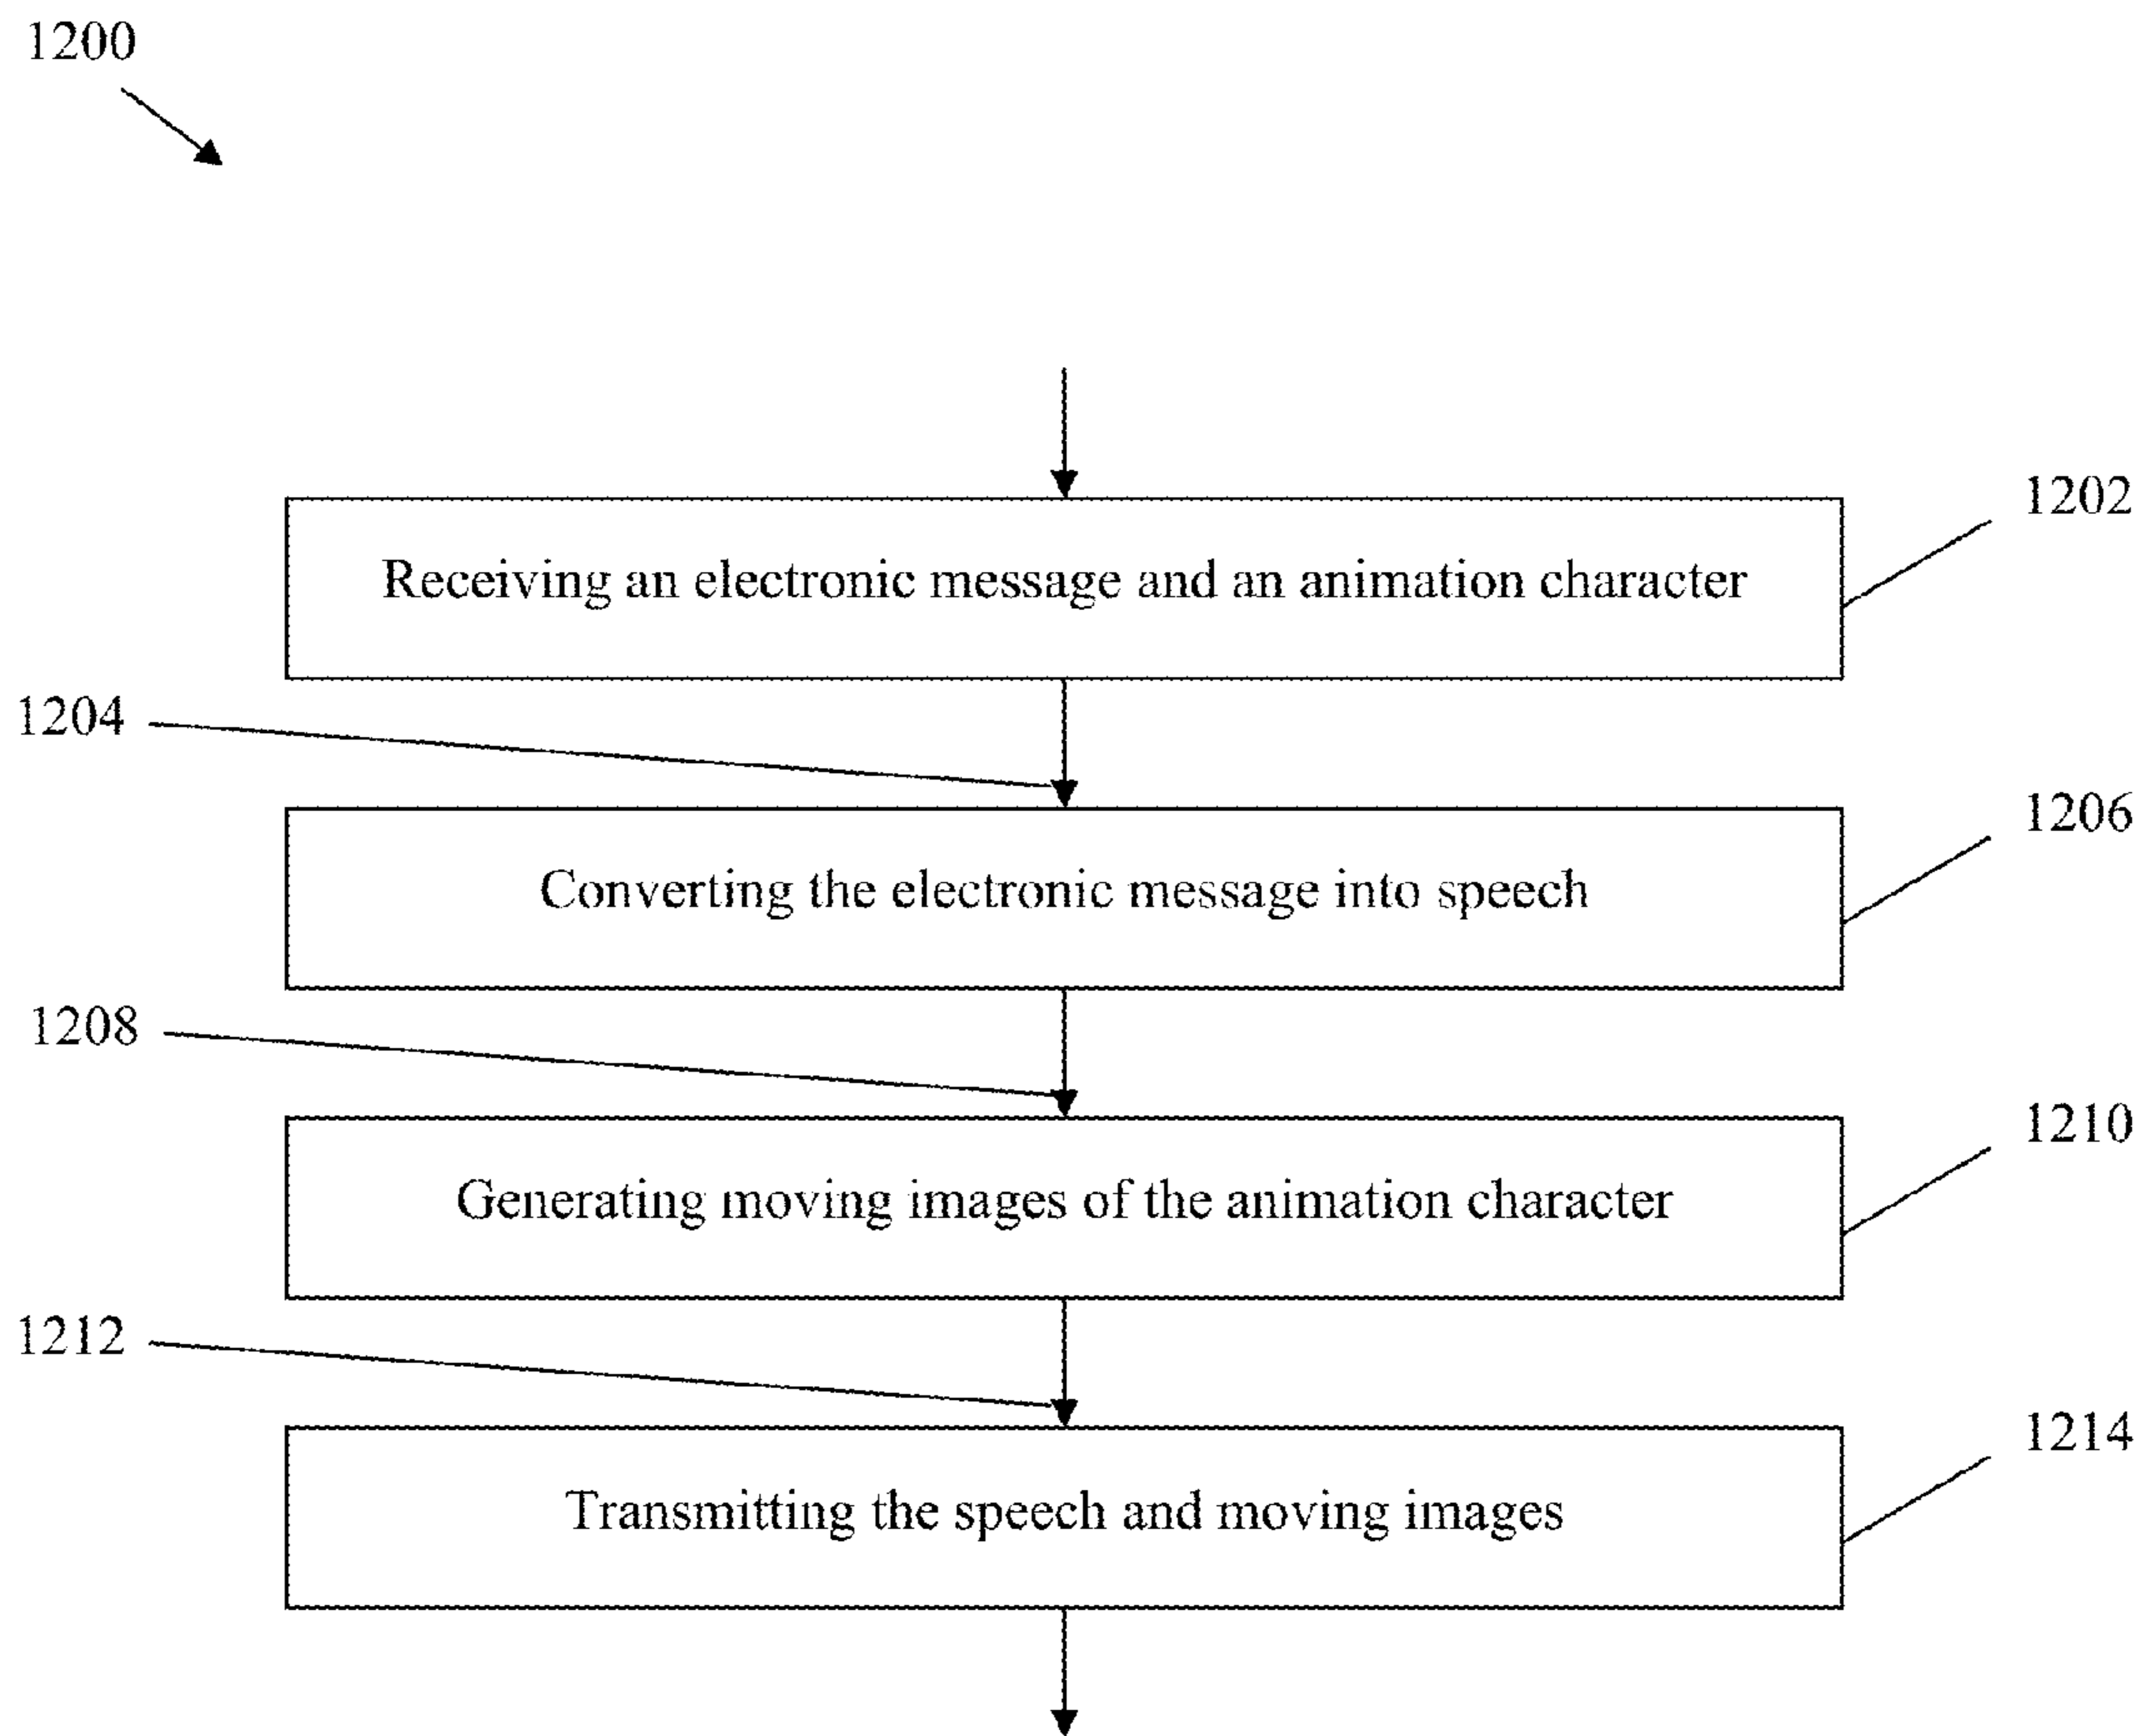 1200
Receiving an electronic message and an animation character
1202
1204
Converting the electronic message into speech
1206
1208
Generating moving images of the animation character
1210
1212
Transmitting the speech and moving images
1214